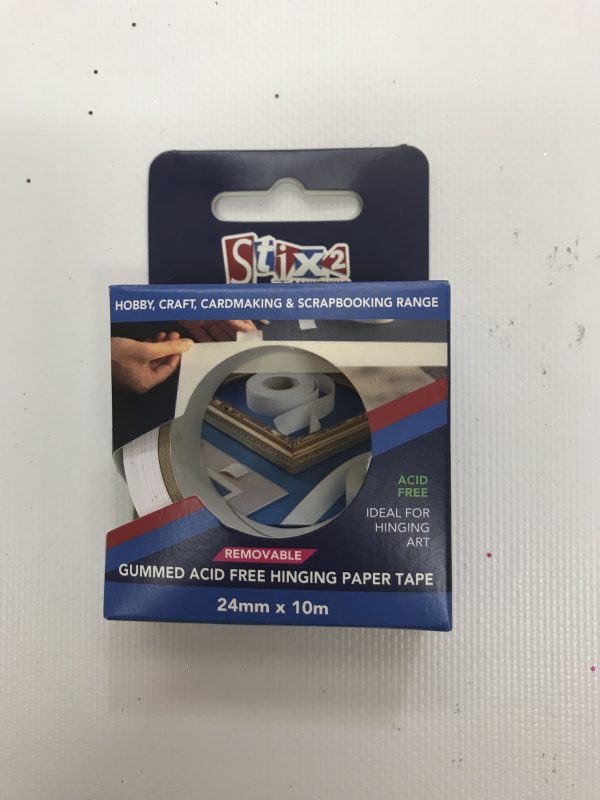 Stix2
HOBBY, CRAFT, CARDMAKING & SCRAPBOOKING RANGE
ACID
FREE
IDEAL FOR
HINGING
ART
REMOVABLE
GUMMED ACID FREE HINGING PAPER TAPE
24mm x 10m